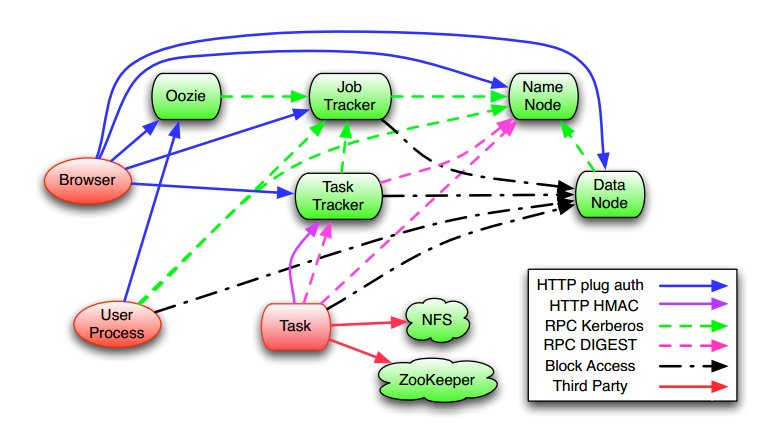 Oozie
Job
Tracker
Name
Node
Browser
Task
Tracker
Data
Node
User
Process
Task
NFS
ZooKeeper
HTTP plug auth
HTTP HMAC
RPC Kerberos
RPC DIGEST
Block Access
Third Party